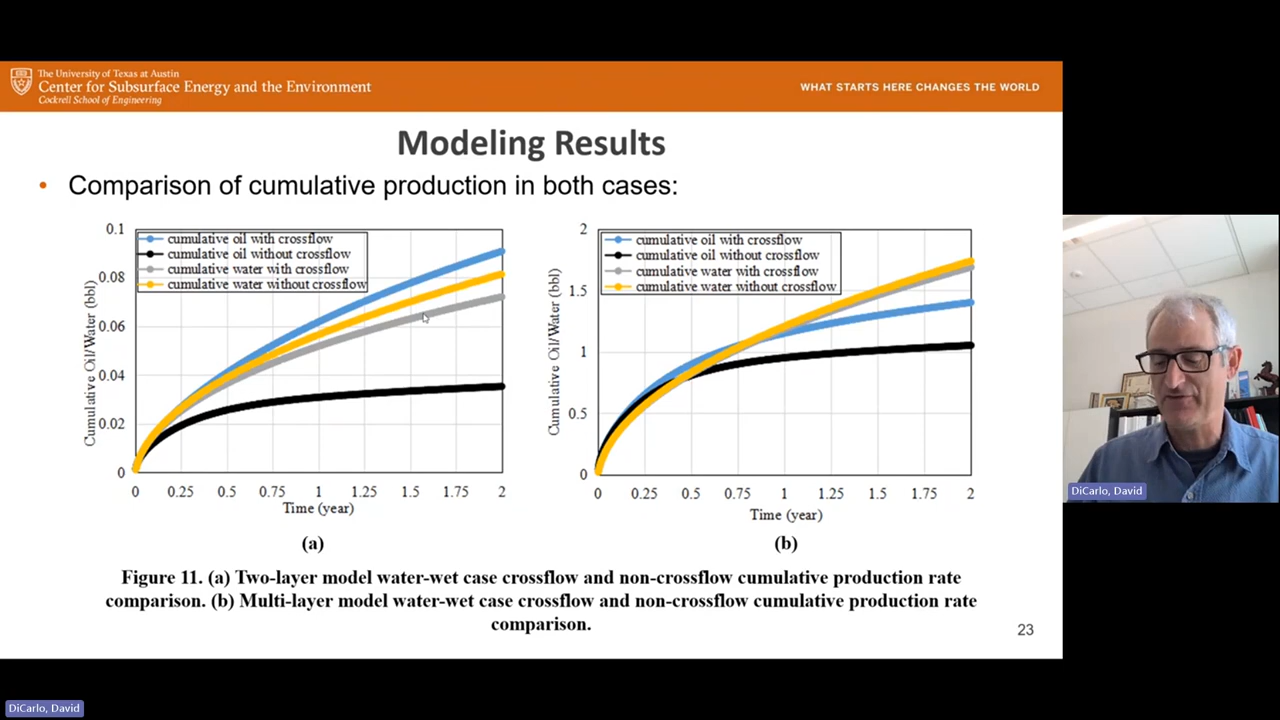 The University of Texas at Austin
Center for Subsurface Energy and the Environment
Cockrell School of Engineering
WHAT STARTS HERE CHANGES THE WORLD
Modeling Results
• Comparison of cumulative production in both cases:
cumulative oil with crossflow
cumulative oil without crossflow
cumulative water with crossflow
cumulative water without crossflow
Cumulative Oil/Water (bbl)
0.1
0.08
0.06
0.04
0.02
0
0 0.25 0.5 0.75 1 1.25 1.5 1.75 2
Time (year)
(a)
cumulative oil with crossflow
cumulative oil without crossflow
cumulative water with crossflow
cumulative water without crossflow
Cumulative Oil/Water (bbl)
2
1.5
1
0.5
0
0 0.25 0.5 0.75 1 1.25 1.5 1.75 2
Time (year)
(b)
Figure 11. (a) Two-layer model water-wet case crossflow and non-crossflow cumulative production rate
comparison. (b) Multi-layer model water-wet case crossflow and non-crossflow cumulative production rate
comparison.
23
DiCarlo, David
DiCarlo, David